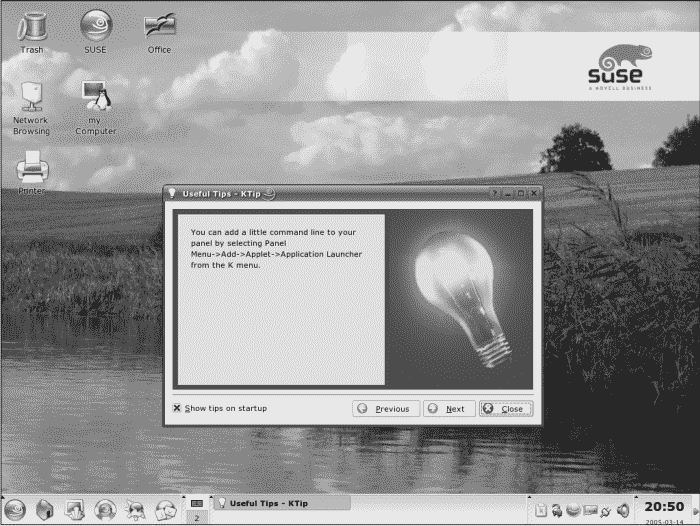 Trash
SUSE
Office
suse
A NOVELL BUSINESS
Network
Browsing
my
Computer
Printer
Useful Tips - KTip
You can add a little command line to your
panel by selecting Panel
Menu->Add->Applet->Application Launcher
from the K menu.
Show tips on startup
Previous
Next
Close
2
Useful Tips - KTip
20:50
2005-03-14